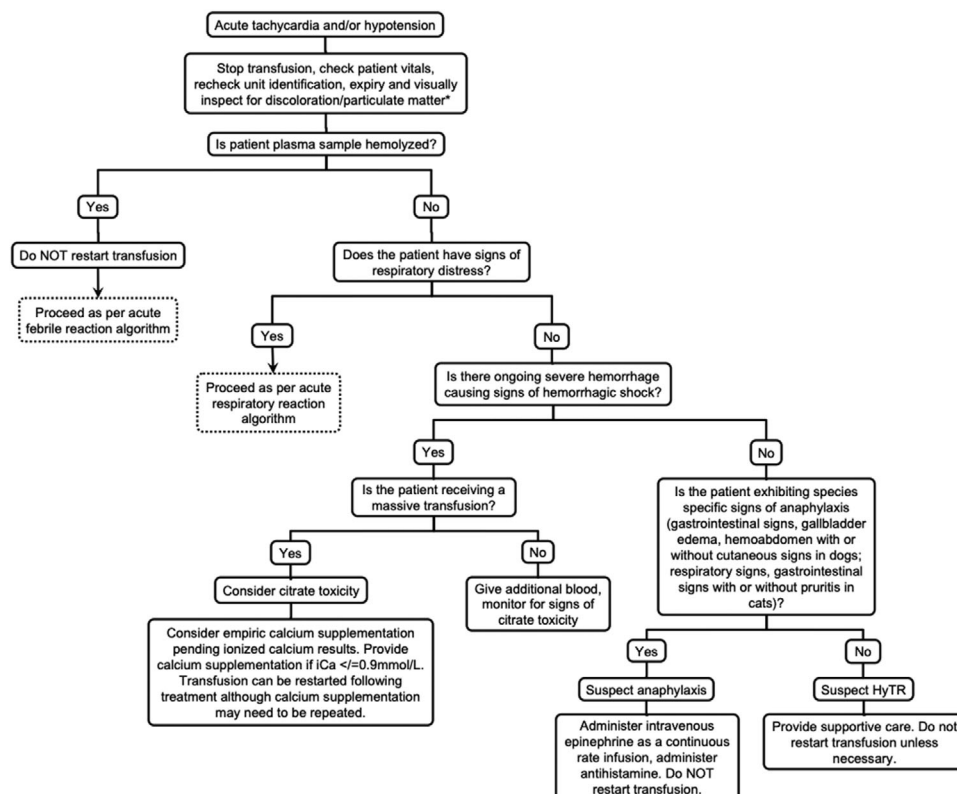 Acute tachycardia and/or hypotension
Stop transfusion, check patient vitals,
recheck unit identification, expiry and visually
inspect for discoloration/particulate matter*
Is patient plasma sample hemolyzed?
Yes
No
Do NOT restart transfusion
Does the patient have signs of
respiratory distress?
Proceed as per acute
febrile reaction algorithm
Yes
No
Proceed as per acute
respiratory reaction
algorithm
Is there ongoing severe hemorrhage
causing signs of hemorrhagic shock?
Yes
No
Is the patient receiving a
massive transfusion?
Is the patient exhibiting species
specific signs of anaphylaxis
(gastrointestinal signs, gallbladder
edema, hemoabdomen with or
without cutaneous signs in dogs;
respiratory signs, gastrointestinal
signs with or without pruritis in
cats)?
Yes
No
Consider citrate toxicity
Give additional blood,
monitor for signs of
citrate toxicity
Consider empiric calcium supplementation
pending ionized calcium results. Provide
calcium supplementation if iCa </=0.9mmol/L.
Transfusion can be restarted following
treatment although calcium supplementation
may need to be repeated.
Yes
No
Suspect anaphylaxis
Suspect HyTR
Administer intravenous
epinephrine as a continuous
rate infusion, administer
antihistamine. Do NOT
restart transfusion.
Provide supportive care. Do not
restart transfusion unless
necessary.